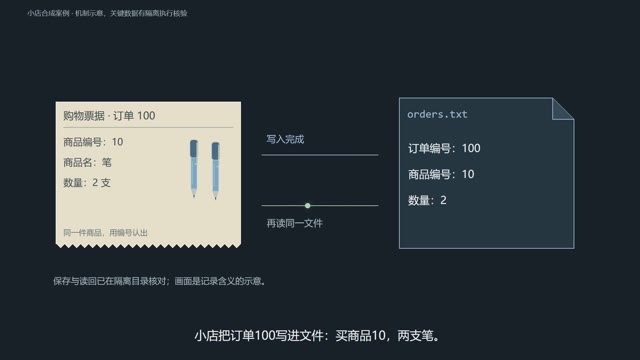 小店合成案例 · 机制示意，关键数据有隔离执行核验
购物票据 · 订单 100
商品编号：10
商品名：笔
数量：2 支
同一件商品，用编号认出
写入完成
再读同一文件
orders.txt
订单编号：100
商品编号：10
数量：2
保存与读回已在隔离目录核对；画面是记录含义的示意。
小店把订单100写进文件：买商品10，两支笔。